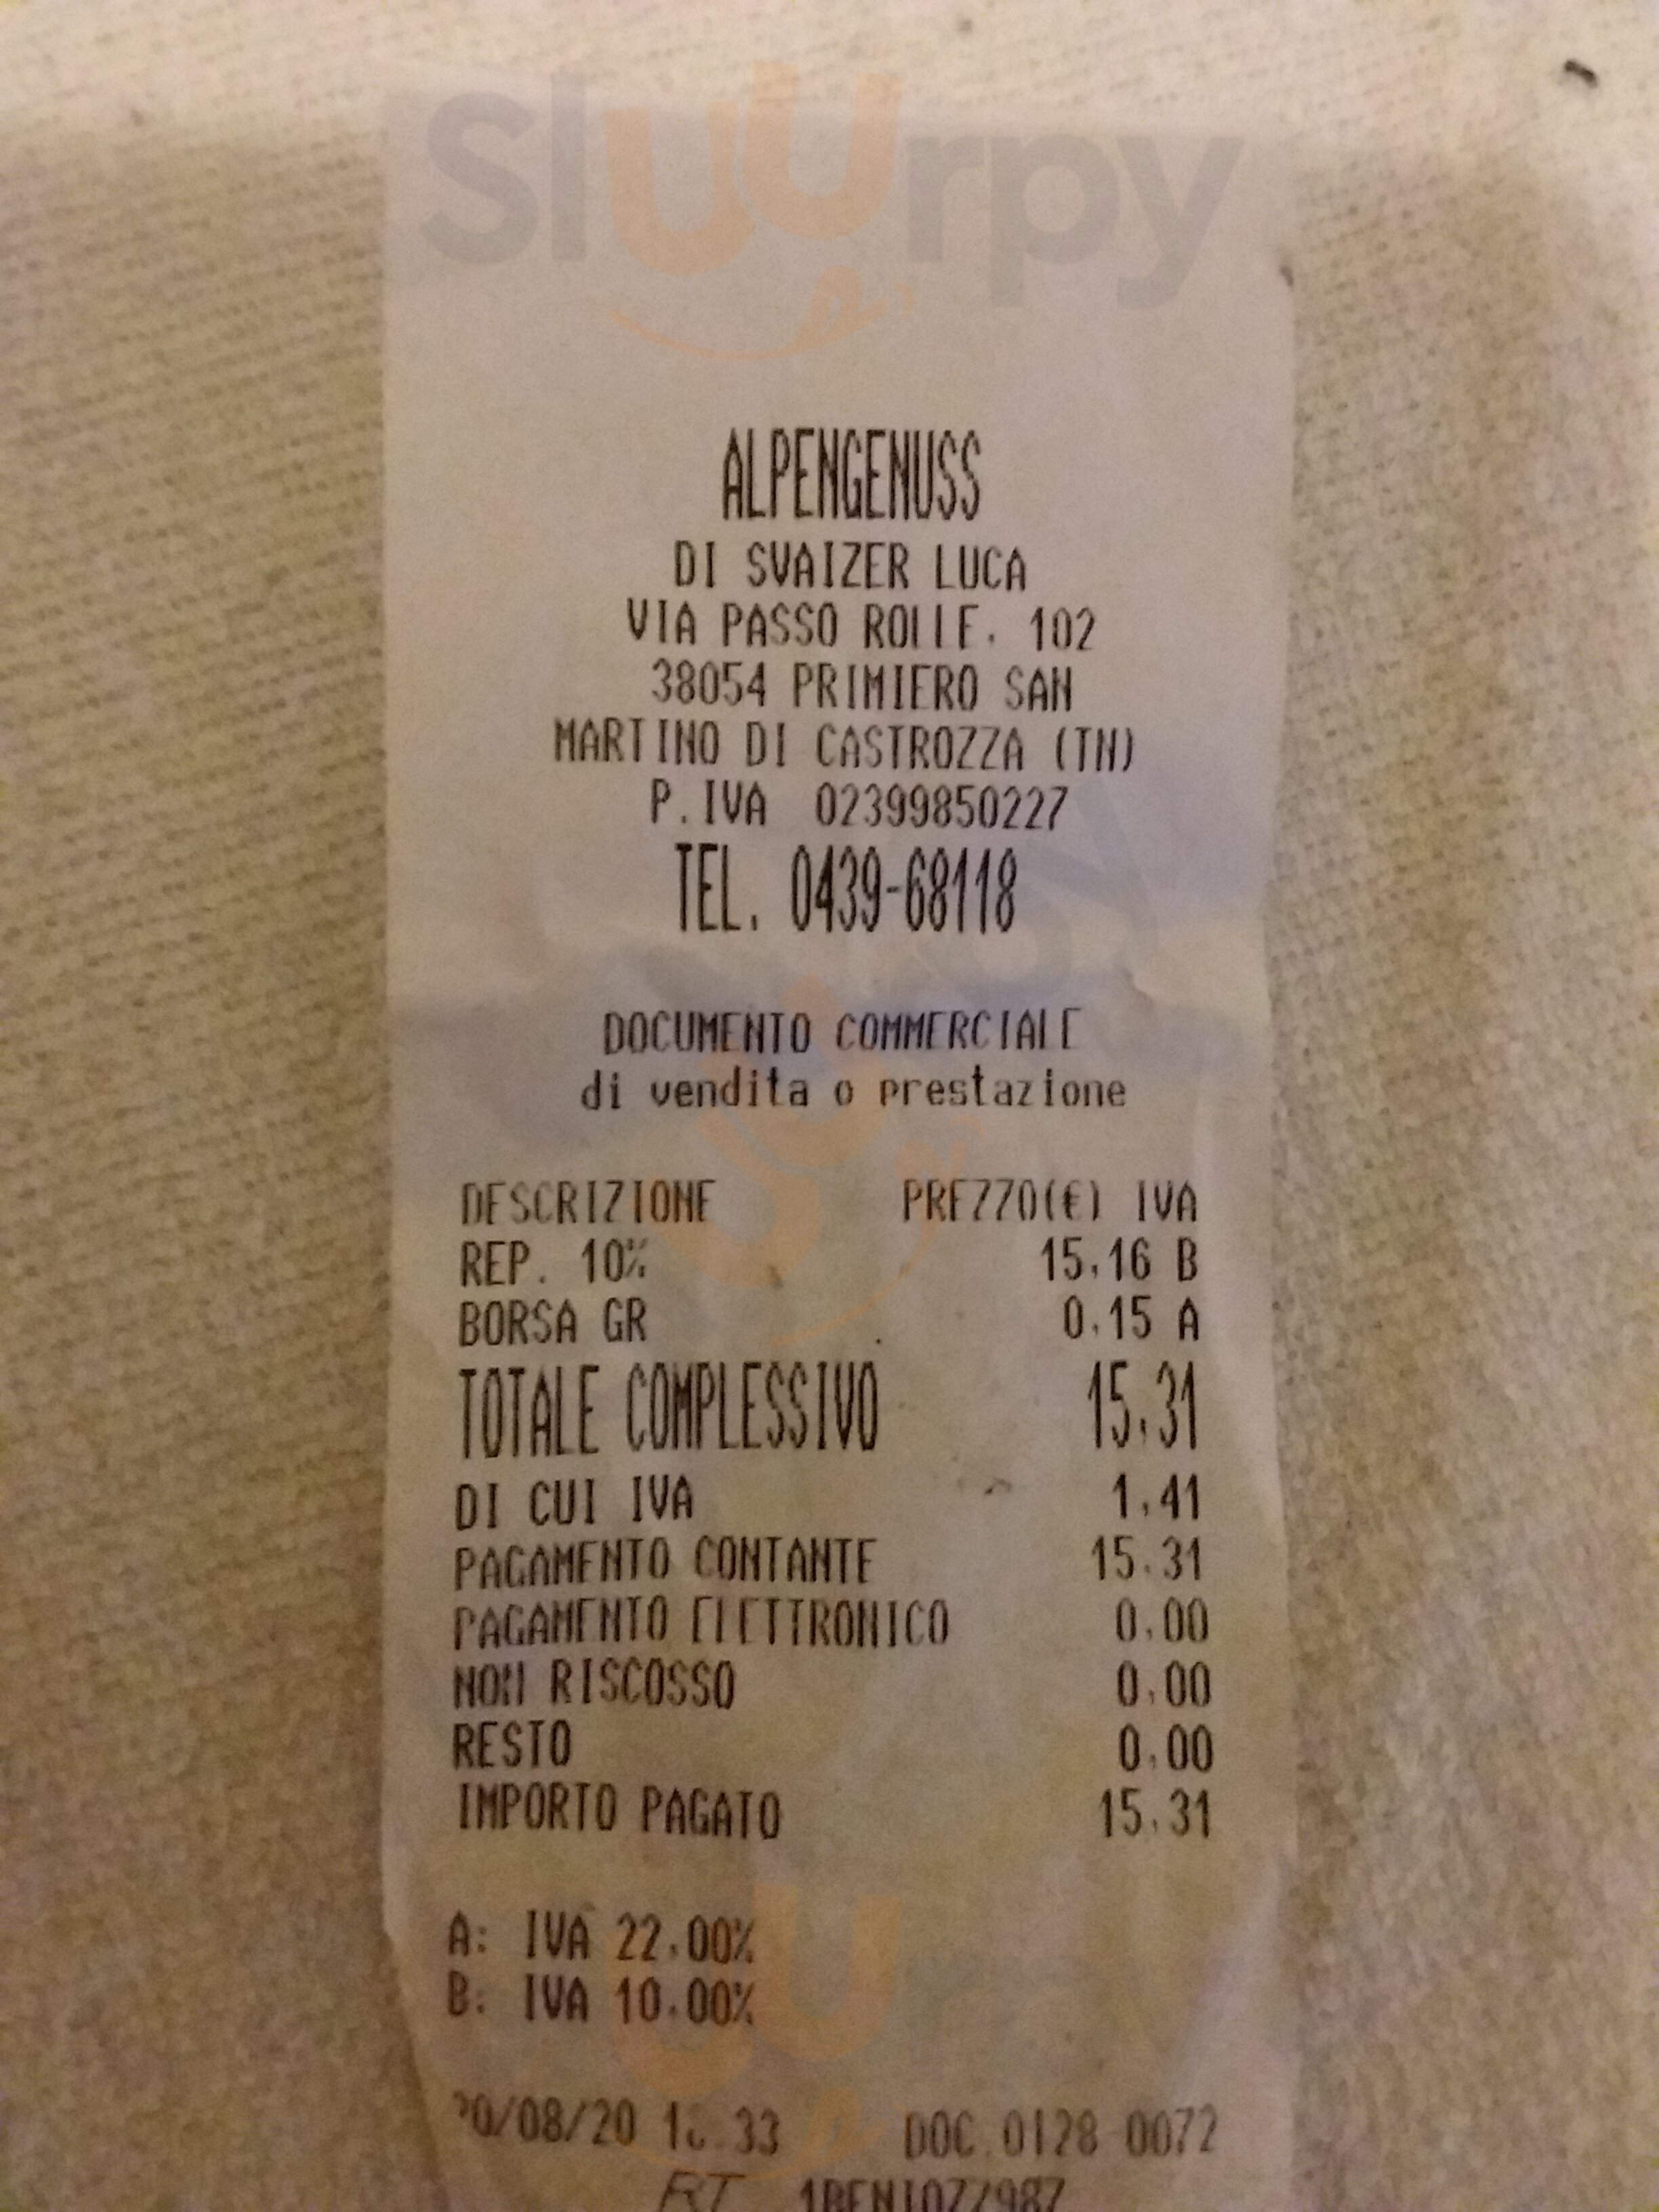 Sluurpy
ALPENGENUSS
DI SVAIZER LUCA
VIA PASSO ROLLE, 102
38054 PRIMIERO SAN
MARTINO DI CASTROZZA (TN)
P.IVA 02399850227
TEL. 0439-68118
DOCUMENTO COMMERCIALE
di vendita o prestazione
DESCRIZIONE PREZZO(€) IVA
REP. 10% 15,16 B
BORSA GR 0,15 A
TOTALE COMPLESSIVO 15,31
DI CUI IVA 1,41
PAGAMENTO CONTANTE 15,31
PAGAMENTO ELETTRONICO 0,00
NON RISCOSSO 0,00
RESTO 0,00
IMPORTO PAGATO 15,31
A: IVA 22,00%
B: IVA 10,00%
DOC.0128-0072
RT